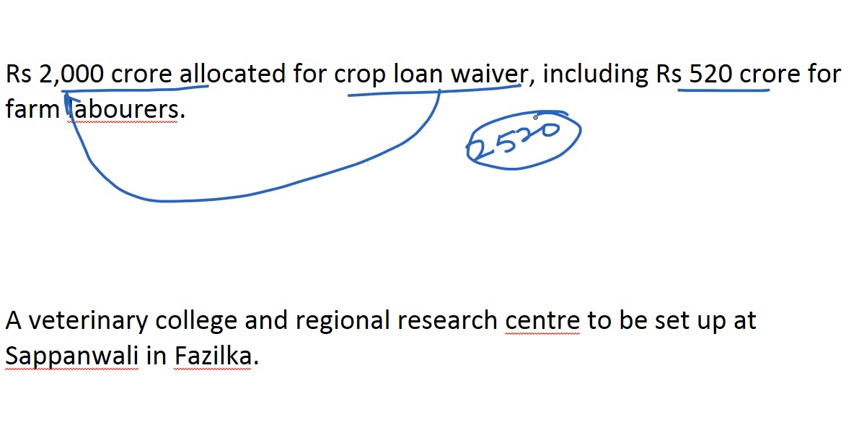 Rs 2,000 crore allocated for crop loan waiver, including Rs 520 crore for
farm labourers.
2520
A veterinary college and regional research centre to be set up at
Sappanwali in Fazilka.